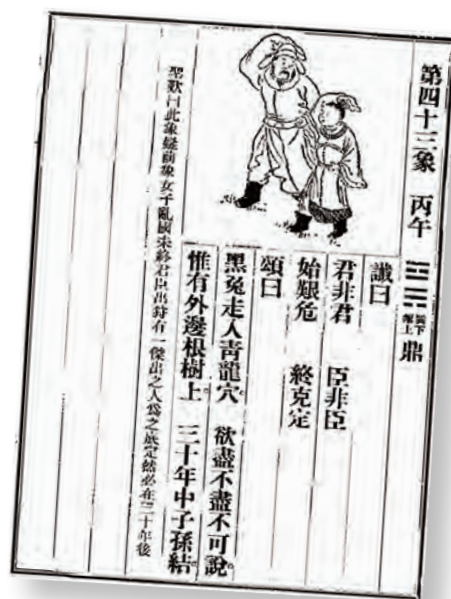 第四十三象 丙午 ䷱ 巽下離上 鼎
讖曰
君非君 臣非臣
始艱危 終克定
頌曰
黑兔走入青龍穴。欲盡不盡不可說。
惟有外邊根樹上。三十年中子孫結。
聖歎曰此象疑前象女子亂國未終君臣出狩有一傑出之人為之底定然必在三十年後